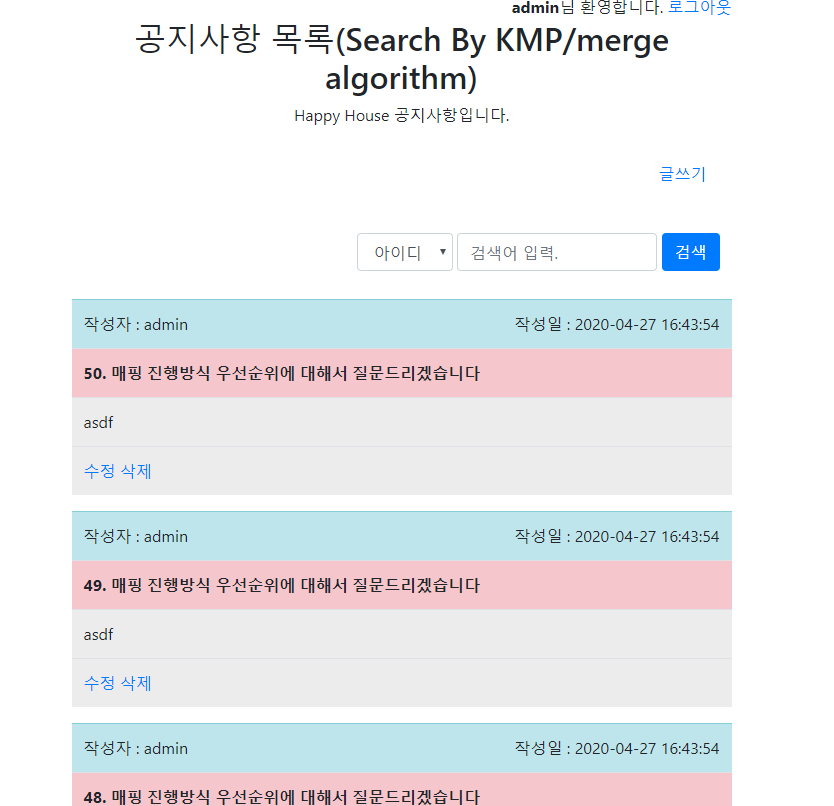 admin님 환영합니다. 로그아웃
공지사항 목록(Search By KMP/merge
algorithm)
Happy House 공지사항입니다.
글쓰기
아이디 검색어 입력. 검색
작성자 : admin 작성일 : 2020-04-27 16:43:54
50. 매핑 진행방식 우선순위에 대해서 질문드리겠습니다
asdf
수정 삭제
작성자 : admin 작성일 : 2020-04-27 16:43:54
49. 매핑 진행방식 우선순위에 대해서 질문드리겠습니다
asdf
수정 삭제
작성자 : admin 작성일 : 2020-04-27 16:43:54
48. 매핑 진행방식 우선순위에 대해서 질문드리겠습니다